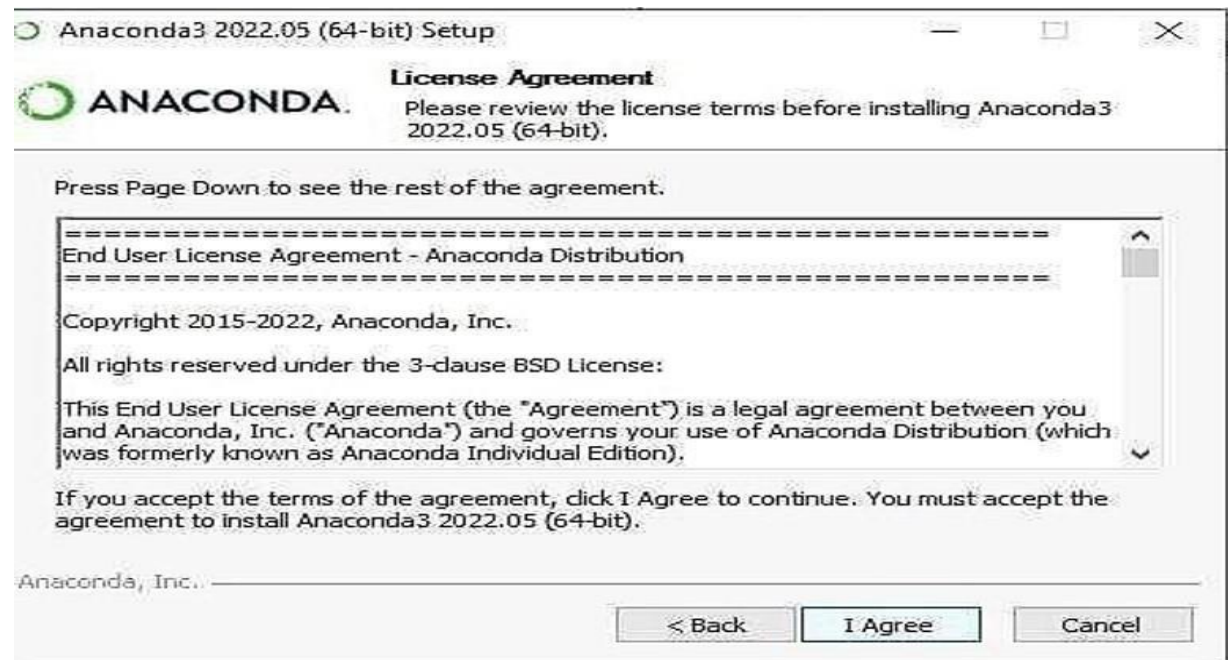 Anaconda3 2022.05 (64-bit) Setup
ANACONDA.
License Agreement
Please review the license terms before installing Anaconda3
2022.05 (64-bit).
Press Page Down to see the rest of the agreement.
====================================================
End User License Agreement - Anaconda Distribution
====================================================
Copyright 2015-2022, Anaconda, Inc.
All rights reserved under the 3-clause BSD License:
This End User License Agreement (the "Agreement") is a legal agreement between you
and Anaconda, Inc. ("Anaconda") and governs your use of Anaconda Distribution (which
was formerly known as Anaconda Individual Edition).
If you accept the terms of the agreement, click I Agree to continue. You must accept the
agreement to install Anaconda3 2022.05 (64-bit).
Anaconda, Inc.
< Back
I Agree
Cancel